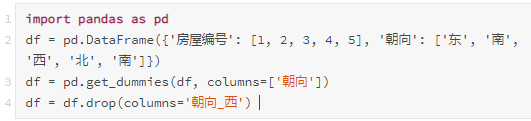 1 import pandas as pd
2 df = pd.DataFrame({'房屋编号': [1, 2, 3, 4, 5], '朝向': ['东', '南',
'西', '北', '南']})
3 df = pd.get_dummies(df, columns=['朝向'])
4 df = df.drop(columns='朝向_西')